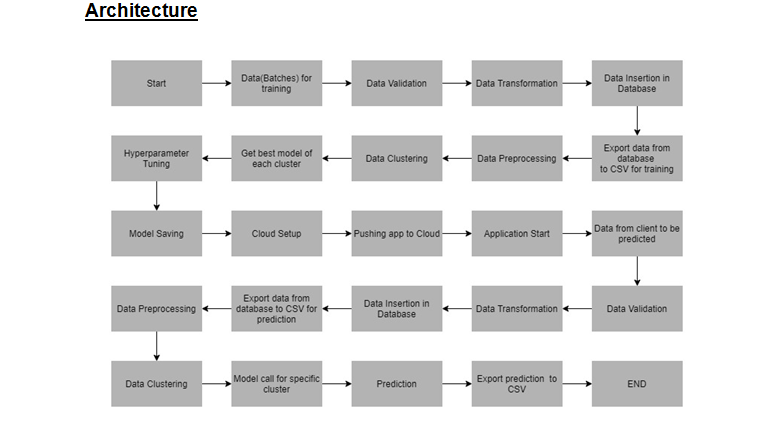 Architecture
Start
Data(Batches) for
training
Data Validation
Data Transformation
Data Insertion in
Database
Export data from
database
to CSV for training
Data Preprocessing
Data Clustering
Get best model of
each cluster
Hyperparameter
Tuning
Model Saving
Cloud Setup
Pushing app to Cloud
Application Start
Data from client to be
predicted
Data Validation
Data Transformation
Data Insertion in
Database
Export data from
database to CSV for
prediction
Data Preprocessing
Data Clustering
Model call for specific
cluster
Prediction
Export prediction to
CSV
END